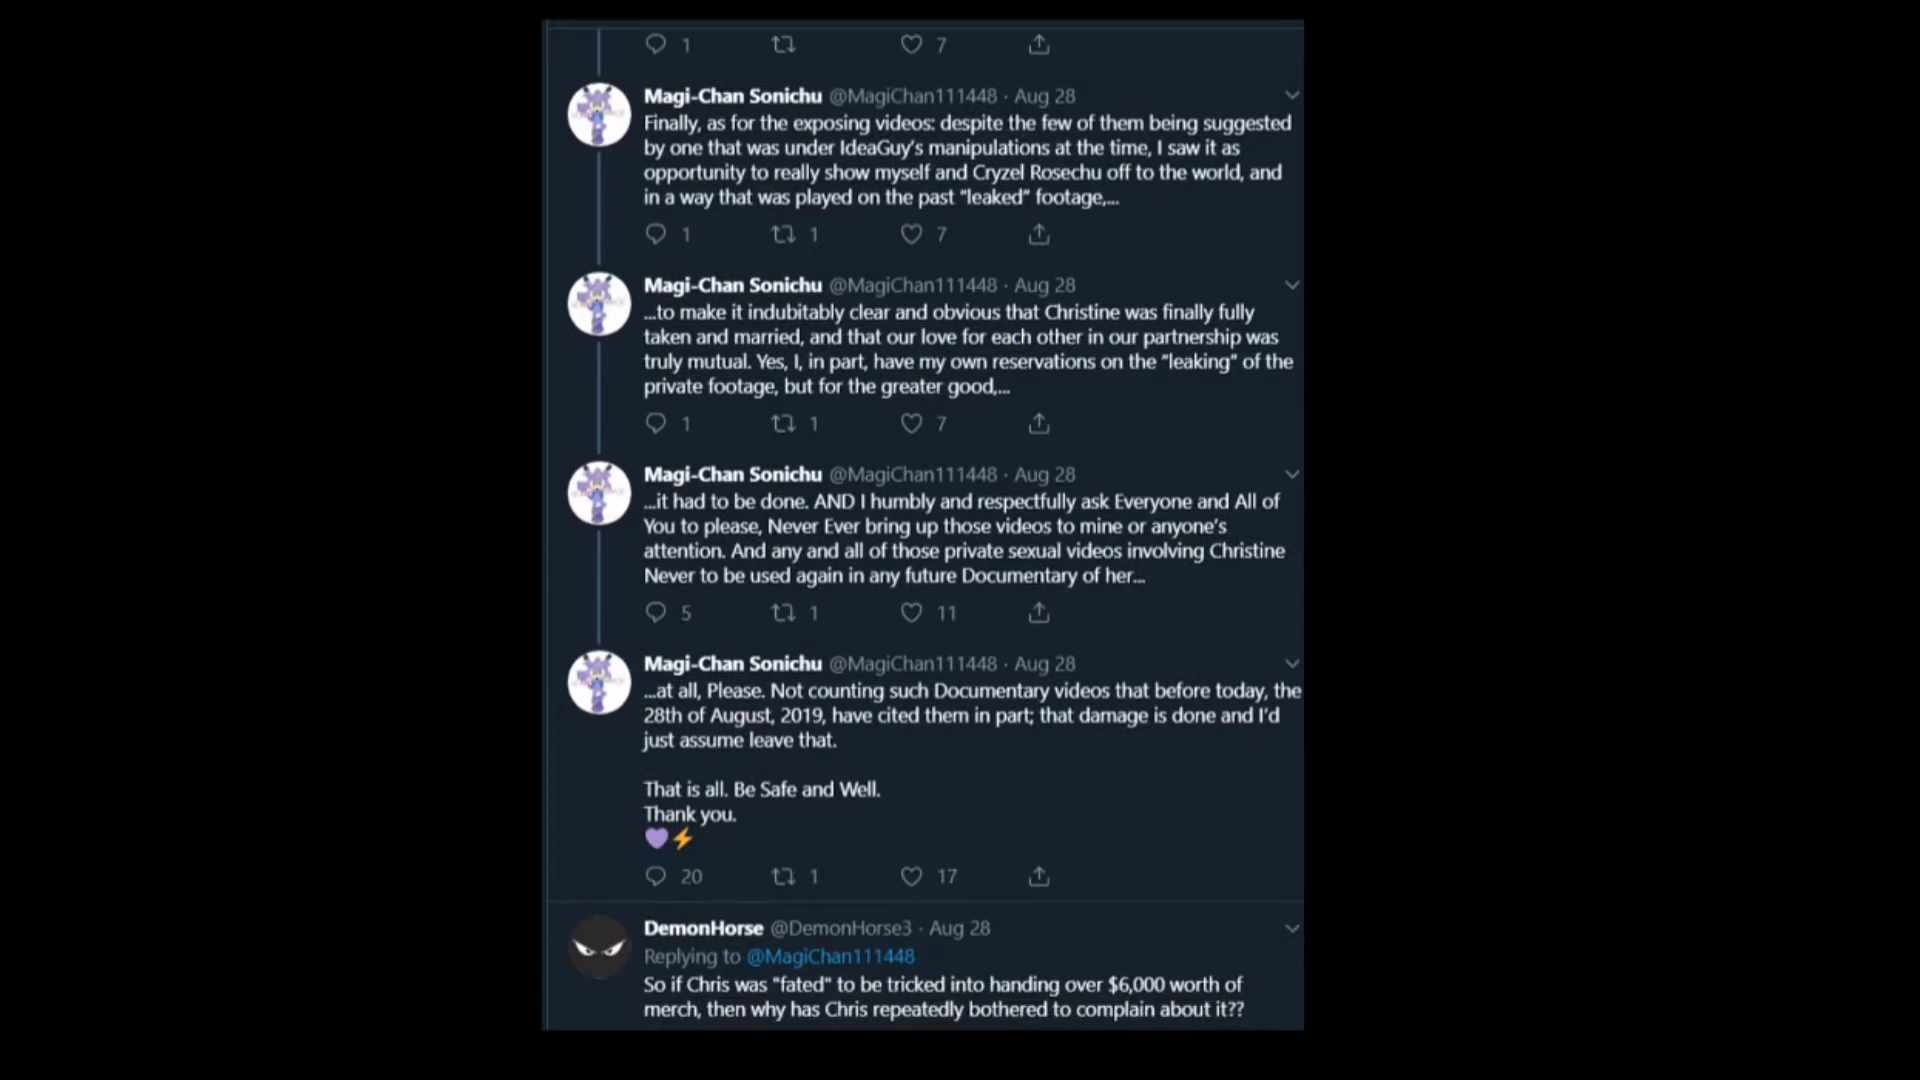 1 7
Magi-Chan Sonichu @MagiChan111448 · Aug 28
Finally, as for the exposing videos: despite the few of them being suggested
by one that was under IdeaGuy's manipulations at the time, I saw it as
opportunity to really show myself and Cryzel Rosechu off to the world, and
in a way that was played on the past "leaked" footage,...
1 1 7
Magi-Chan Sonichu @MagiChan111448 · Aug 28
...to make it indubitably clear and obvious that Christine was finally fully
taken and married, and that our love for each other in our partnership was
truly mutual. Yes, I, in part, have my own reservations on the "leaking" of the
private footage, but for the greater good,...
1 1 7
Magi-Chan Sonichu @MagiChan111448 · Aug 28
...it had to be done. AND I humbly and respectfully ask Everyone and All of
You to please, Never Ever bring up those videos to mine or anyone's
attention. And any and all of those private sexual videos involving Christine
Never to be used again in any future Documentary of her...
5 1 11
Magi-Chan Sonichu @MagiChan111448 · Aug 28
...at all, Please. Not counting such Documentary videos that before today, the
28th of August, 2019, have cited them in part; that damage is done and I'd
just assume leave that.
That is all. Be Safe and Well.
Thank you.
💜⚡
20 1 17
DemonHorse @DemonHorse3 · Aug 28
Replying to @MagiChan111448
So if Chris was "fated" to be tricked into handing over $6,000 worth of
merch, then why has Chris repeatedly bothered to complain about it??